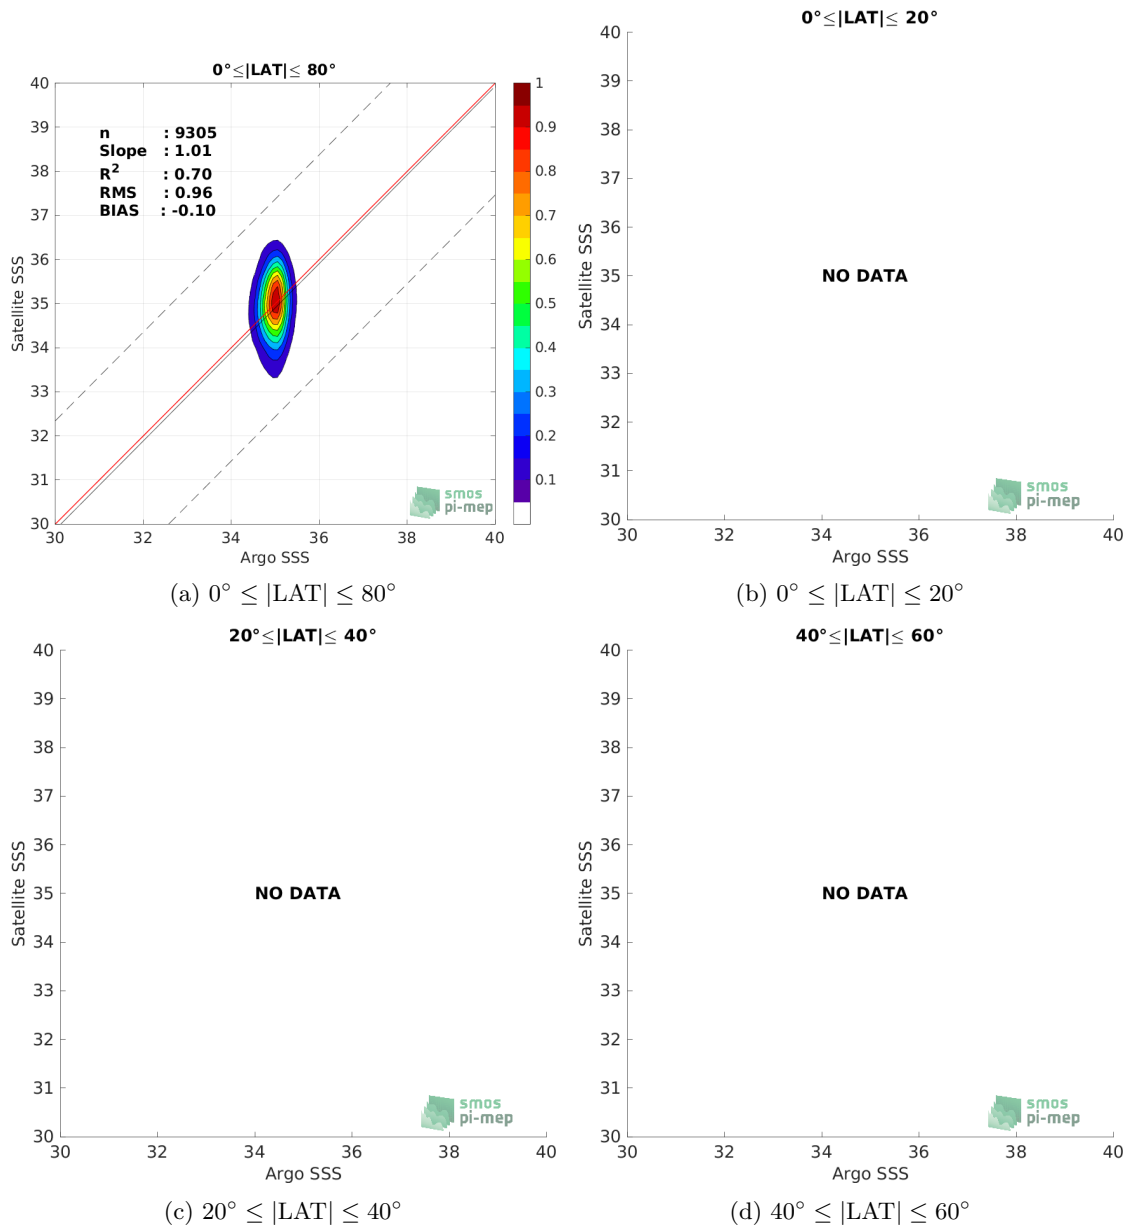 0°≤|LAT|≤ 80°
40
39
38
37
36
35
34
33
32
31
30
Satellite SSS
n : 9305
Slope : 1.01
R² : 0.70
RMS : 0.96
BIAS : -0.10
1
0.9
0.8
0.7
0.6
0.5
0.4
0.3
0.2
0.1
smos
pi-mep
30 32 34 36 38 40
Argo SSS
(a) 0° ≤ |LAT| ≤ 80°
0°≤|LAT|≤ 20°
40
39
38
37
36
35
34
33
32
31
30
Satellite SSS
NO DATA
smos
pi-mep
30 32 34 36 38 40
Argo SSS
(b) 0° ≤ |LAT| ≤ 20°
20°≤|LAT|≤ 40°
40
39
38
37
36
35
34
33
32
31
30
Satellite SSS
NO DATA
smos
pi-mep
30 32 34 36 38 40
Argo SSS
(c) 20° ≤ |LAT| ≤ 40°
40°≤|LAT|≤ 60°
40
39
38
37
36
35
34
33
32
31
30
Satellite SSS
NO DATA
smos
pi-mep
30 32 34 36 38 40
Argo SSS
(d) 40° ≤ |LAT| ≤ 60°